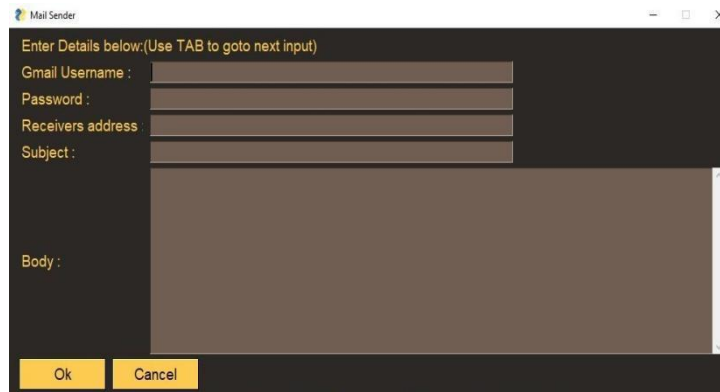 Mail Sender
Enter Details below:(Use TAB to goto next input)
Gmail Username :
Password :
Receivers address :
Subject :
Body :
Ok Cancel